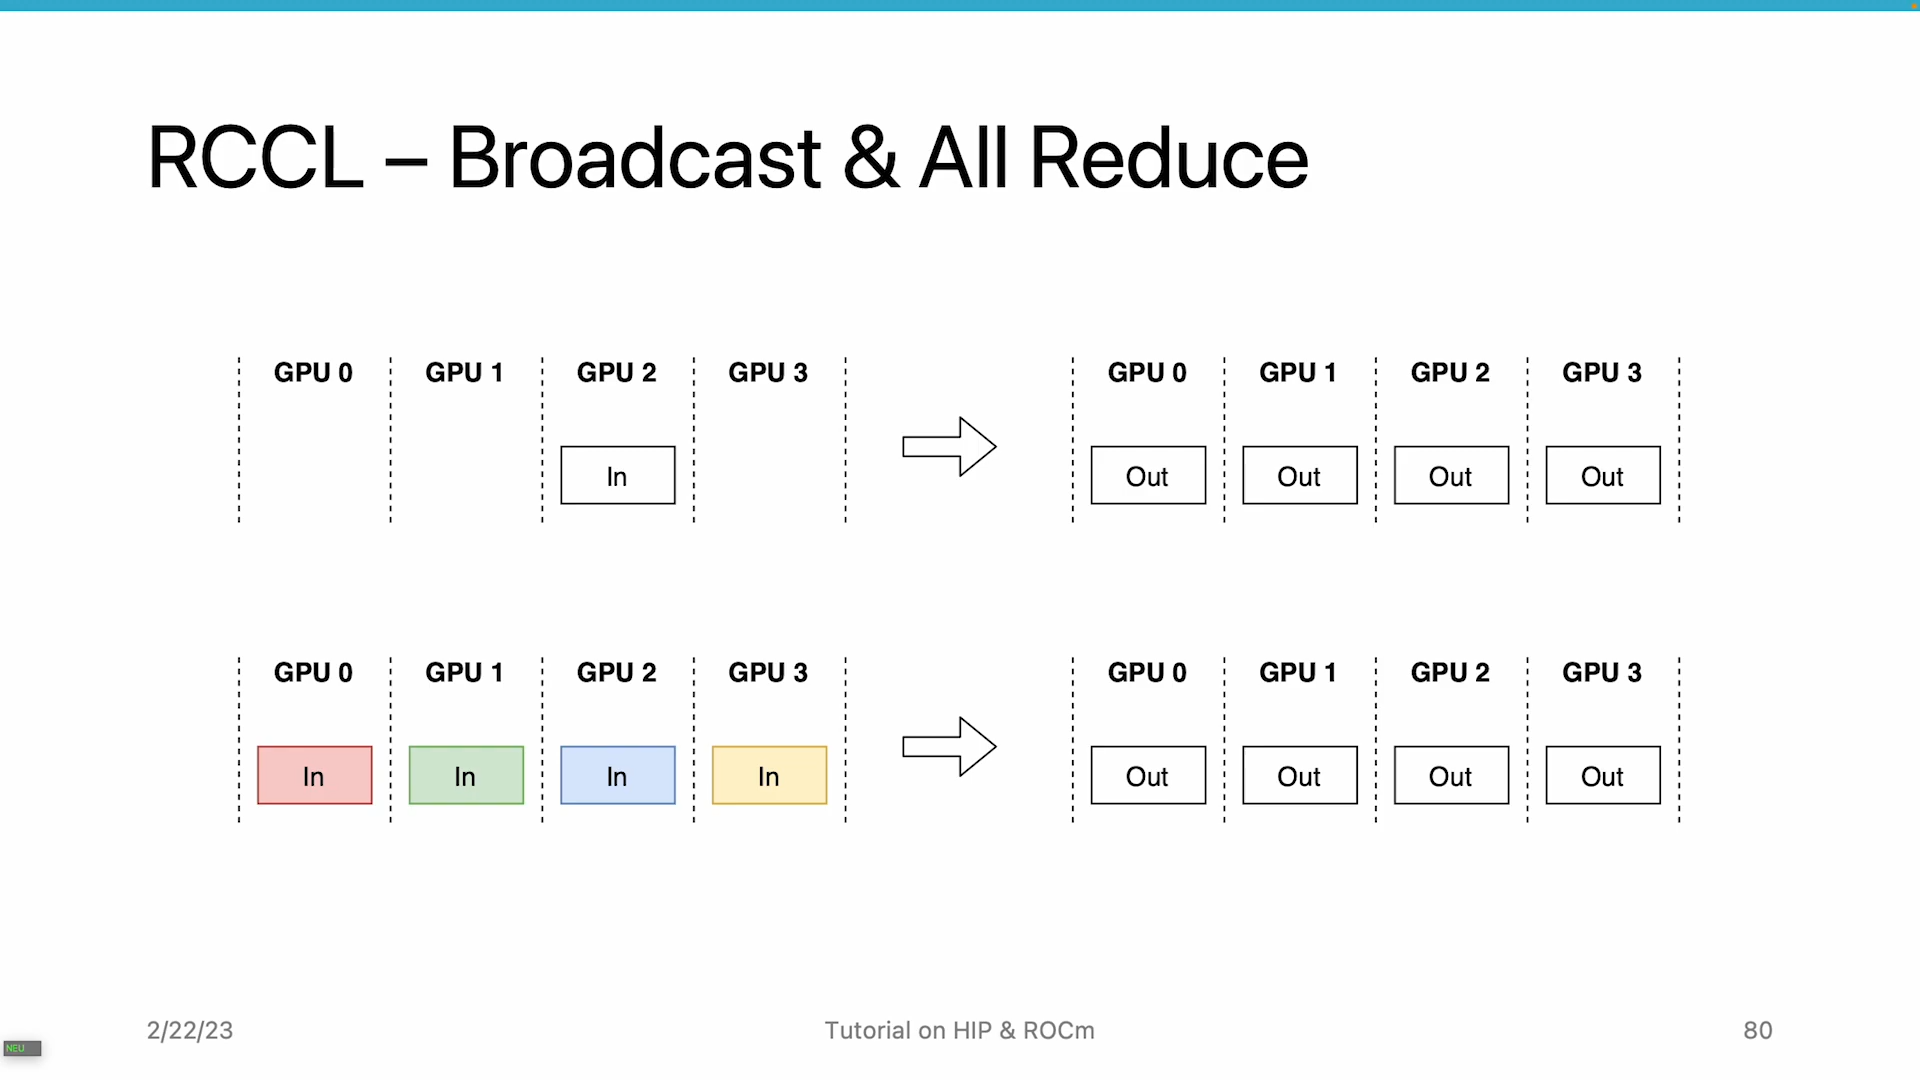 RCCL – Broadcast & All Reduce
GPU 0 GPU 1 GPU 2 GPU 3 GPU 0 GPU 1 GPU 2 GPU 3
In Out Out Out Out
GPU 0 GPU 1 GPU 2 GPU 3 GPU 0 GPU 1 GPU 2 GPU 3
In In In In Out Out Out Out
2/22/23 Tutorial on HIP & ROCm 80
NEU